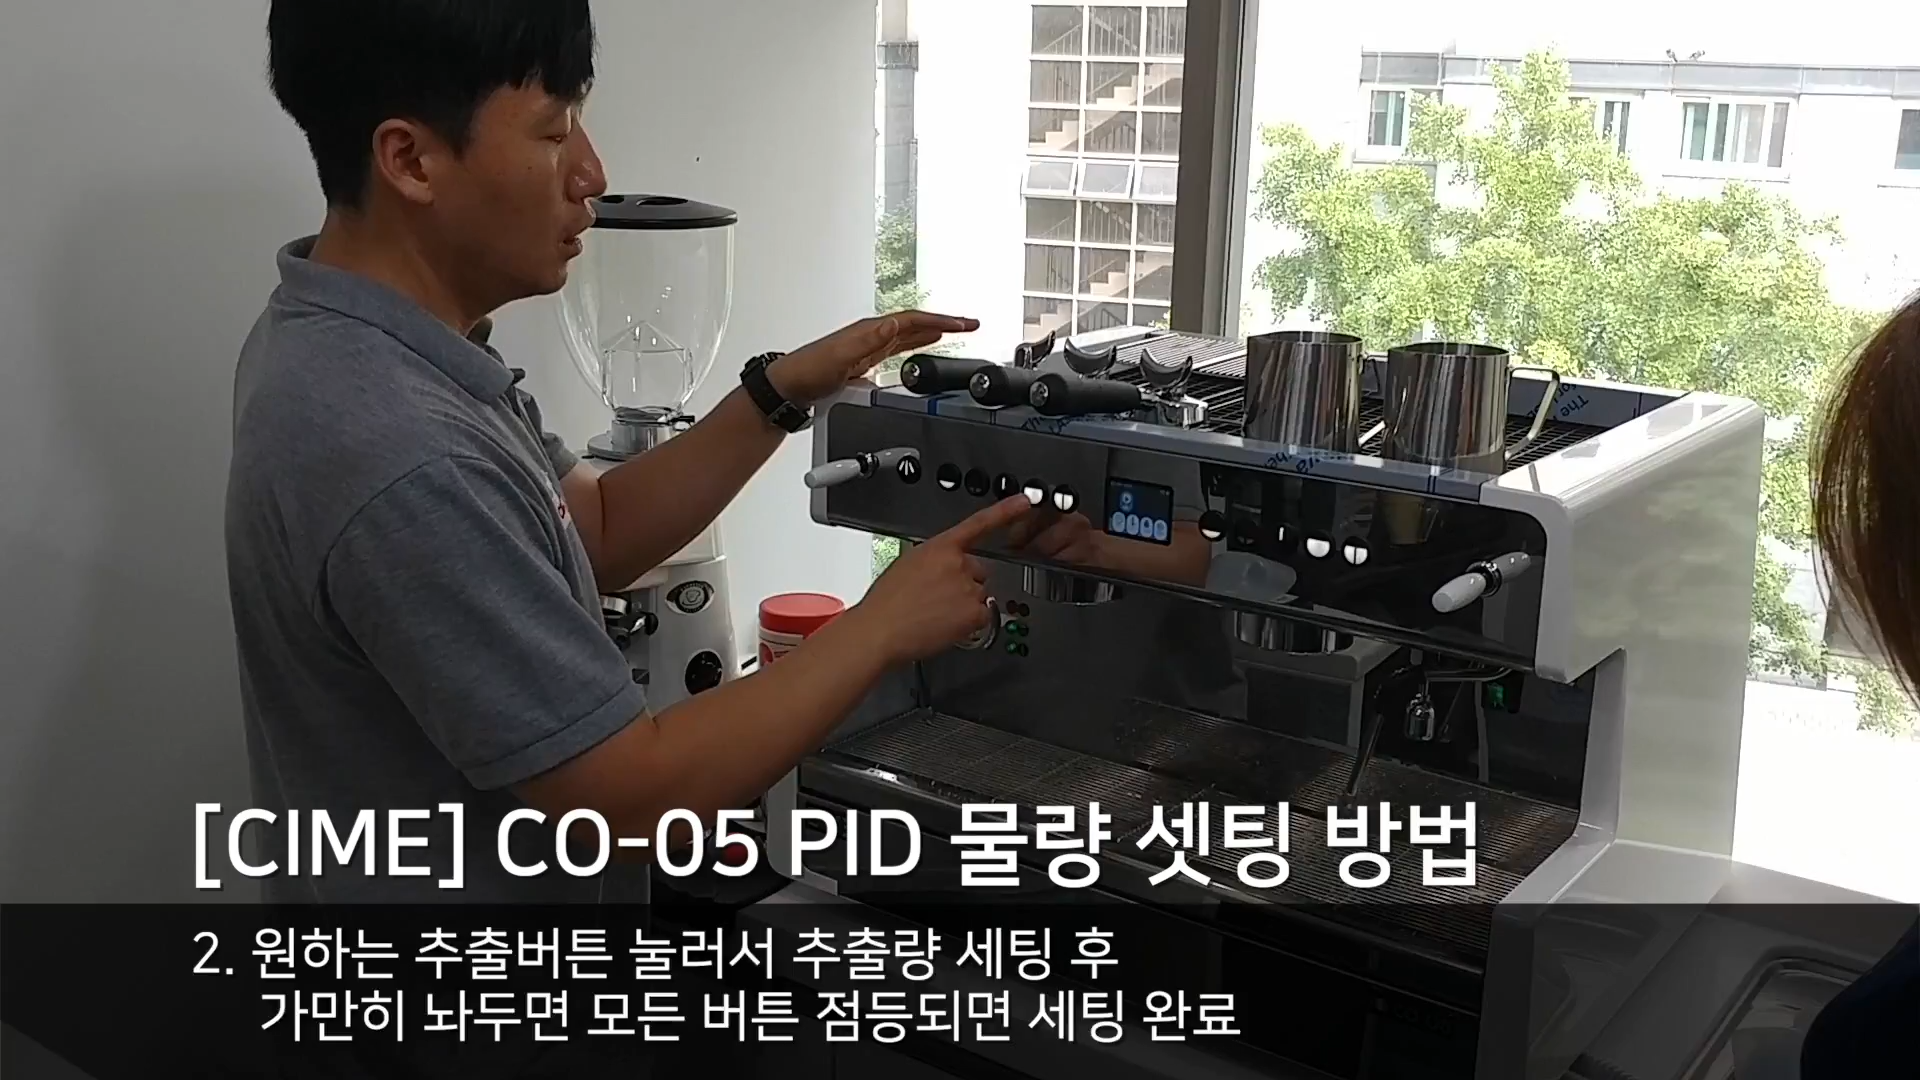 [CIME] CO-05 PID 물량 셋팅 방법
2. 원하는 추출버튼 눌러서 추출량 세팅 후
가만히 놔두면 모든 버튼 점등되면 세팅 완료